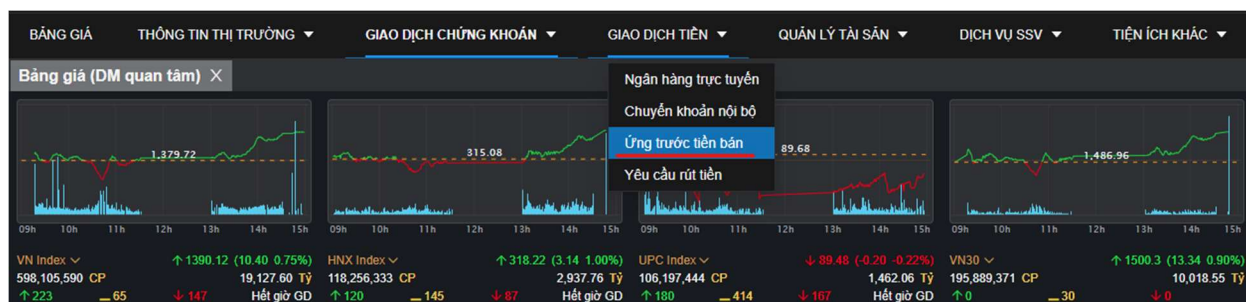 BẢNG GIÁ THÔNG TIN THỊ TRƯỜNG ▼ GIAO DỊCH CHỨNG KHOÁN ▼ GIAO DỊCH TIỀN ▼ QUẢN LÝ TÀI SẢN ▼ DỊCH VỤ SSV ▼ TIỆN ÍCH KHÁC ▼
Bảng giá (DM quan tâm) X
Ngân hàng trực tuyến
Chuyển khoản nội bộ
Ứng trước tiền bán
Yêu cầu rút tiền
1,379.72 315.08 89.68 1,486.96
09h 10h 11h 12h 13h 14h 15h 09h 10h 11h 12h 13h 14h 15h 09h 10h 11h 12h 13h 14h 15h 09h 10h 11h 12h 13h 14h 15h
VN Index ↑ 1390.12 (10.40 0.75%) HNX Index ↑ 318.22 (3.14 1.00%) UPC Index ↓ 89.48 (-0.20 -0.22%) VN30 ↑ 1500.3 (13.34 0.90%)
598,105,590 CP 19,127.60 Tỷ 118,256,333 CP 2,937.76 Tỷ 106,197,444 CP 1,462.06 Tỷ 195,889,371 CP 10,018.55 Tỷ
↑ 223 65 ↓ 147 Hết giờ GD ↑ 120 145 ↓ 87 Hết giờ GD ↑ 180 414 ↓ 167 Hết giờ GD ↑ 0 30 ↓ 0